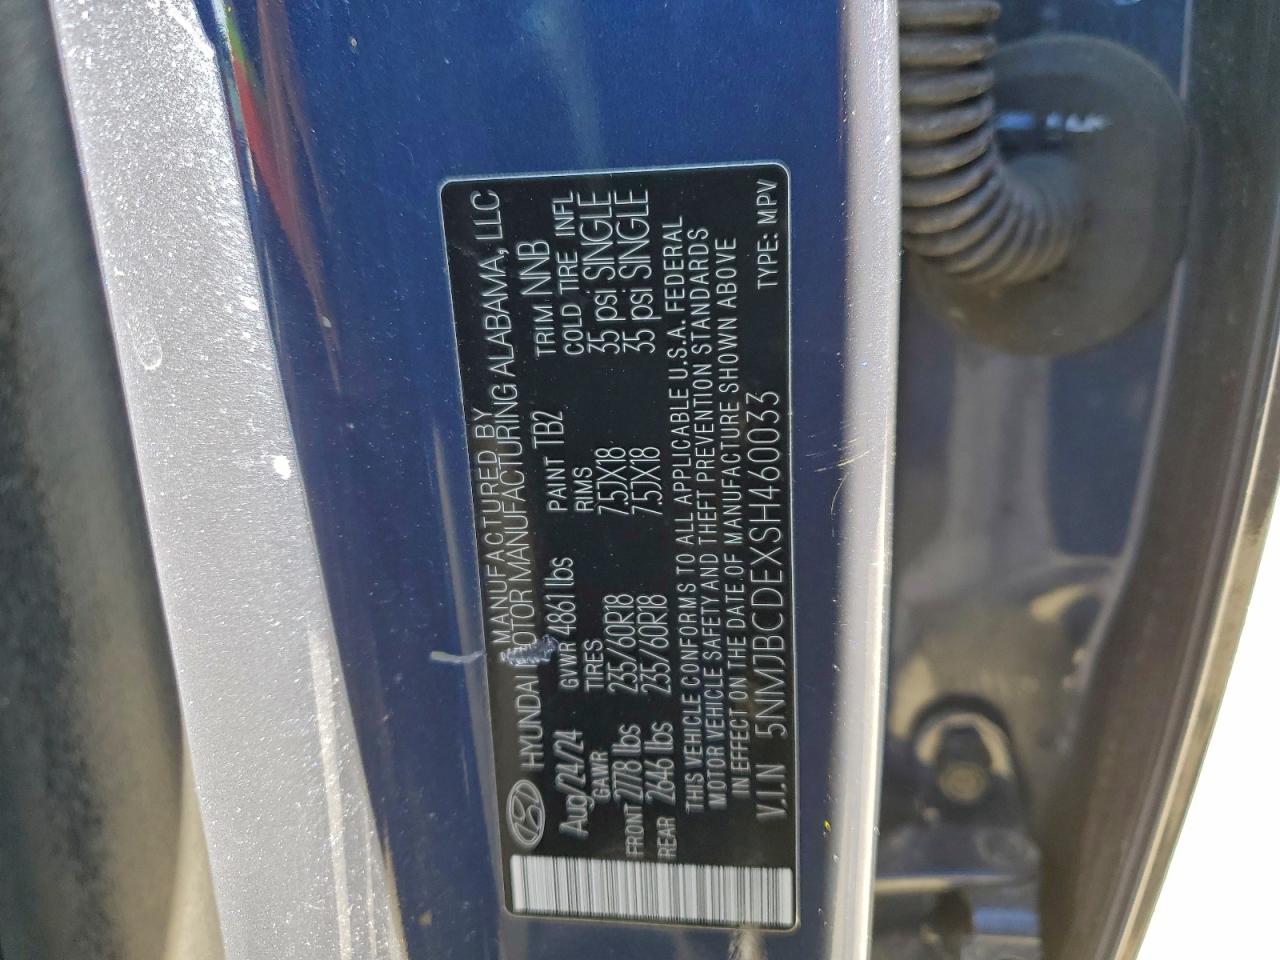 MANUFACTURED BY
HYUNDAI MOTOR MANUFACTURING ALABAMA, LLC
Aug/24/24 GVWR 4861 lbs PAINT TB2 TRIM NNB
GAWR TIRES RIMS COLD TIRE INFL
FRONT 2778 lbs 235/60R18 7.5JX18 35 psi SINGLE
REAR 2646 lbs 235/60R18 7.5JX18 35 psi SINGLE
THIS VEHICLE CONFORMS TO ALL APPLICABLE U.S.A. FEDERAL
MOTOR VEHICLE SAFETY AND THEFT PREVENTION STANDARDS
IN EFFECT ON THE DATE OF MANUFACTURE SHOWN ABOVE
V.I.N 5NMJBCDEXSH460033 TYPE: MPV